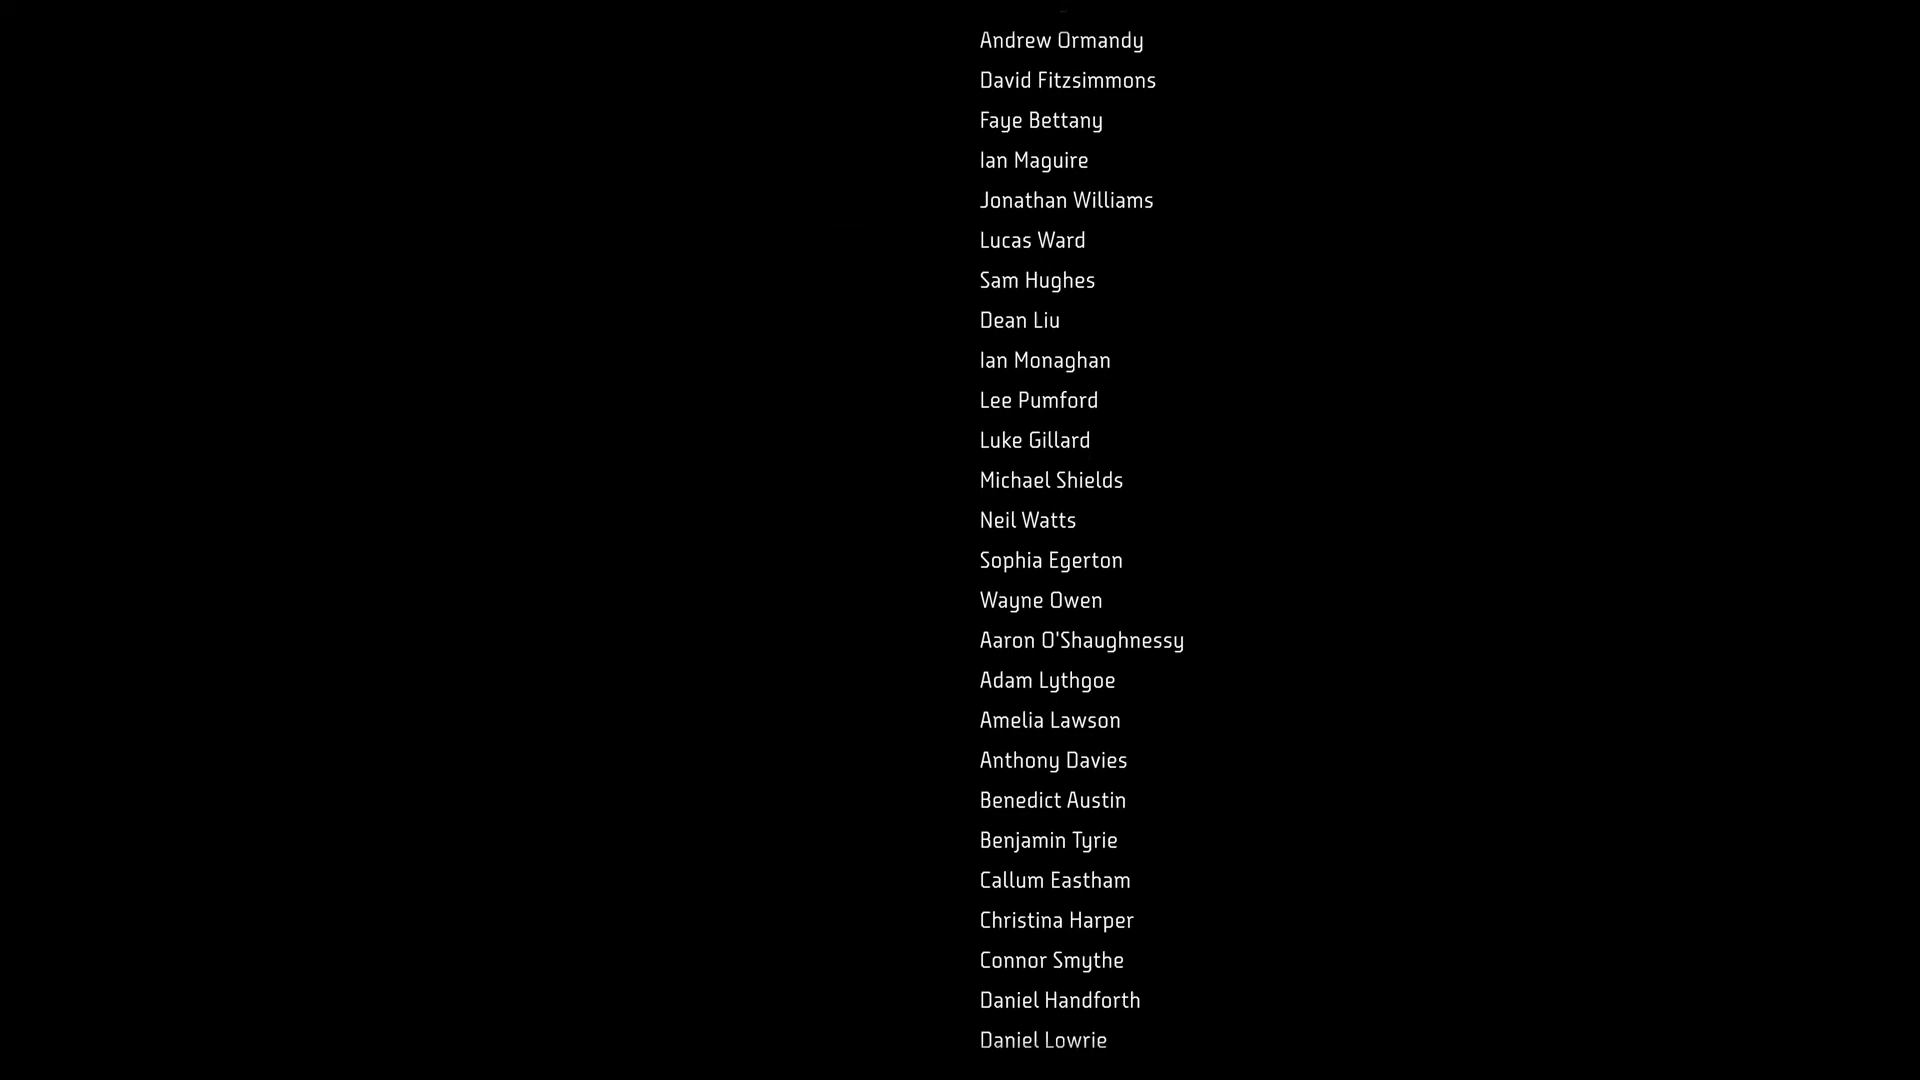 Andrew Ormandy
David Fitzsimmons
Faye Bettany
Ian Maguire
Jonathan Williams
Lucas Ward
Sam Hughes
Dean Liu
Ian Monaghan
Lee Pumford
Luke Gillard
Michael Shields
Neil Watts
Sophia Egerton
Wayne Owen
Aaron O'Shaughnessy
Adam Lythgoe
Amelia Lawson
Anthony Davies
Benedict Austin
Benjamin Tyrie
Callum Eastham
Christina Harper
Connor Smythe
Daniel Handforth
Daniel Lowrie